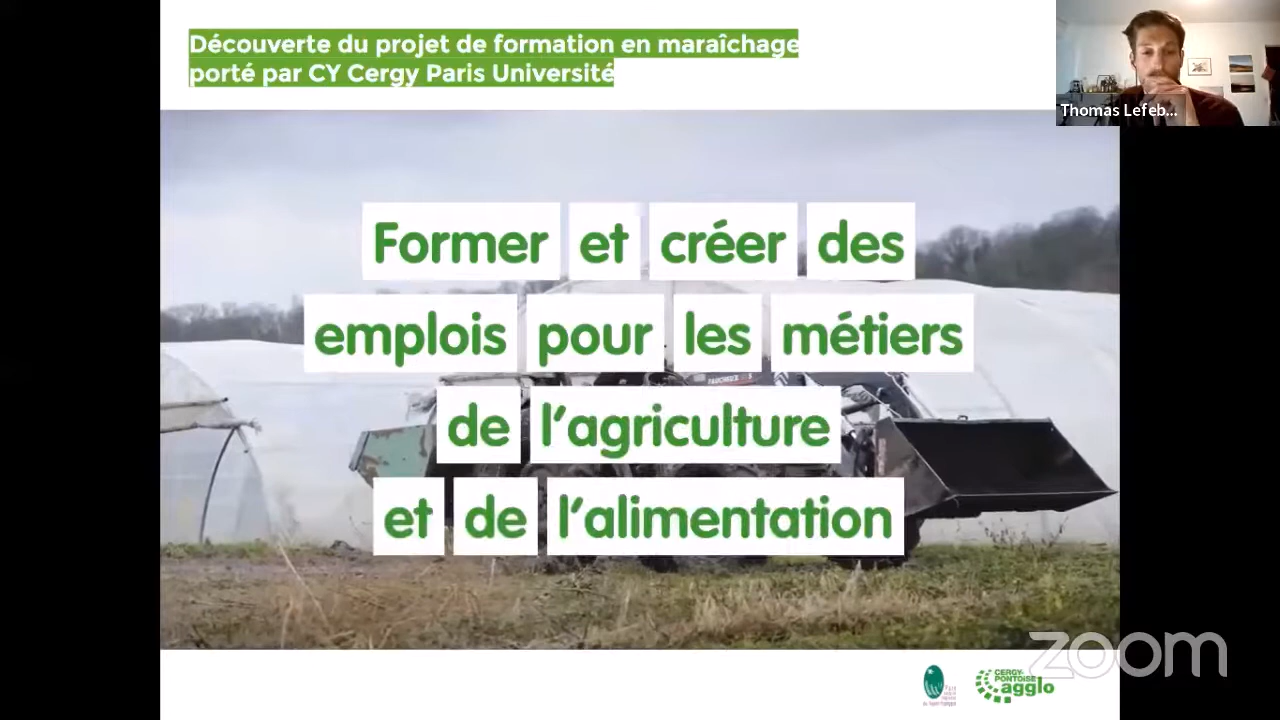 Découverte du projet de formation en maraîchage
porté par CY Cergy Paris Université
Thomas Lefeb...
Former et créer des
emplois pour les métiers
de l'agriculture
et de l'alimentation
CERGY-
PONTOISE
agglo
zoom